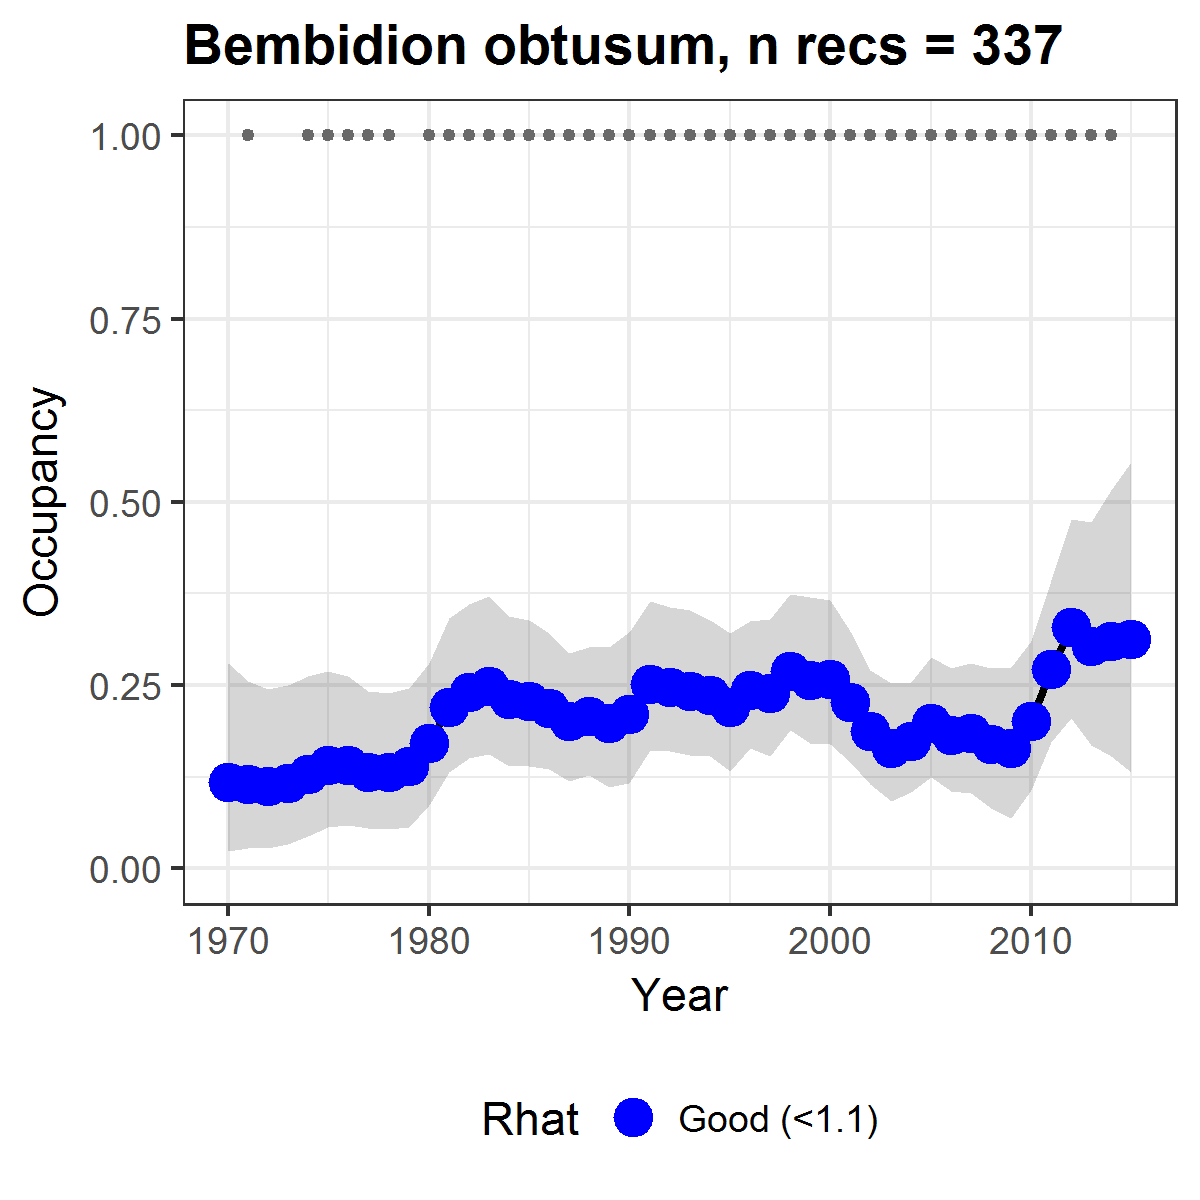 Bembidion obtusum, n recs = 337
1.00
0.75
0.50
0.25
0.00
Occupancy
1970 1980 1990 2000 2010
Year
Rhat Good (<1.1)